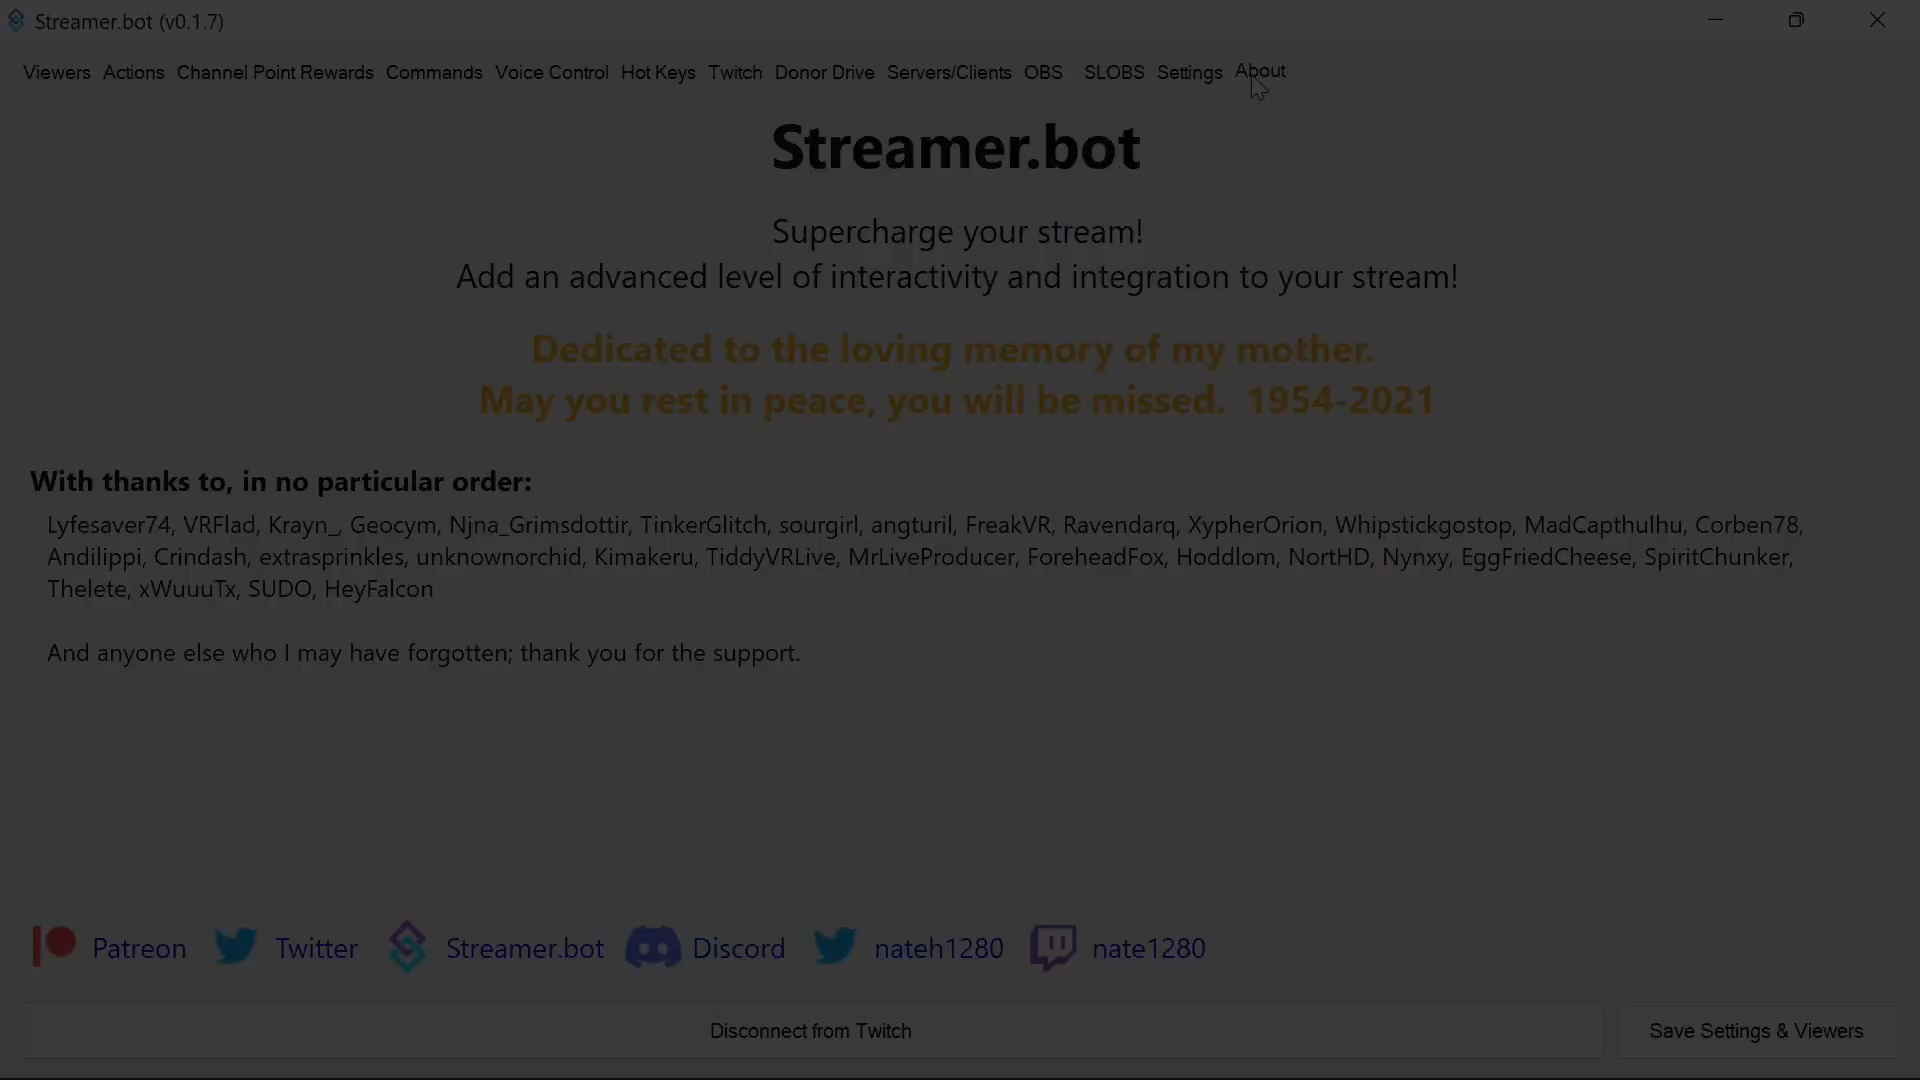 Streamer.bot (v0.1.7)
Viewers Actions Channel Point Rewards Commands Voice Control Hot Keys Twitch Donor Drive Servers/Clients OBS SLOBS Settings About
Streamer.bot
Supercharge your stream!
Add an advanced level of interactivity and integration to your stream!
Dedicated to the loving memory of my mother.
May you rest in peace, you will be missed. 1954-2021
With thanks to, in no particular order:
Lyfesaver74, VRFlad, Krayn_, Geocym, Njna_Grimsdottir, TinkerGlitch, sourgirl, angturil, FreakVR, Ravendarq, XypherOrion, Whipstickgostop, MadCapthulhu, Corben78,
Andilippi, Crindash, extrasprinkles, unknownorchid, Kimakeru, TiddyVRLive, MrLiveProducer, ForeheadFox, Hoddlom, NortHD, Nynxy, EggFriedCheese, SpiritChunker,
Thelete, xWuuuTx, SUDO, HeyFalcon
And anyone else who I may have forgotten; thank you for the support.
Patreon Twitter Streamer.bot Discord nateh1280 nate1280
Disconnect from Twitch Save Settings & Viewers